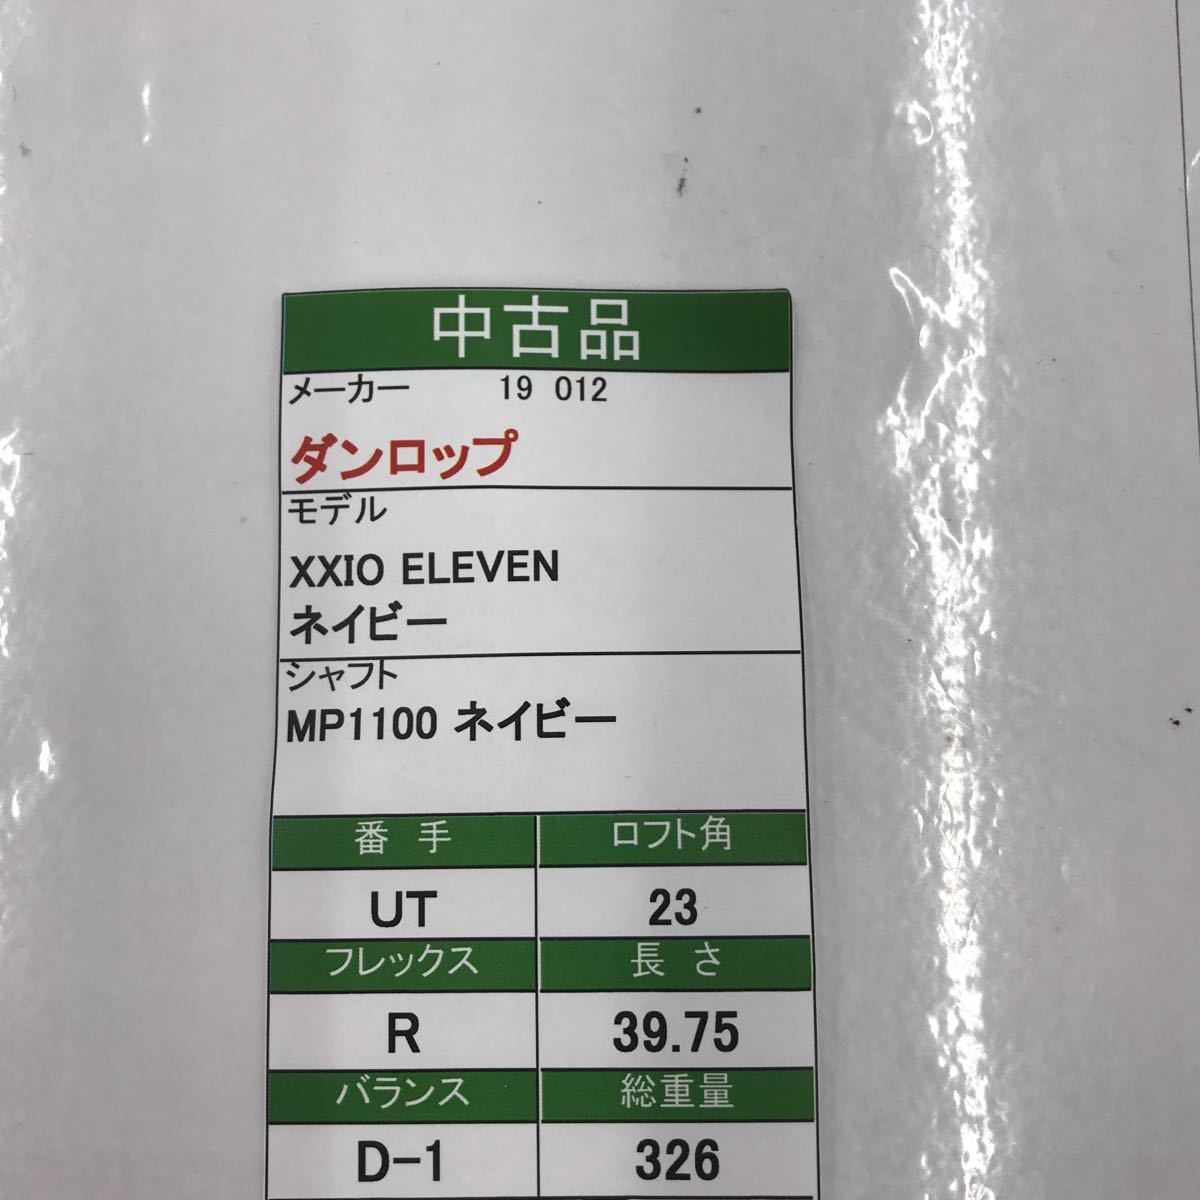 中古品
メーカー 19 012
ダンロップ
モデル
XXIO ELEVEN
ネイビー
シャフト
MP1100 ネイビー
番 手 ロフト角
UT 23
フレックス 長 さ
R 39.75
バランス 総重量
D-1 326